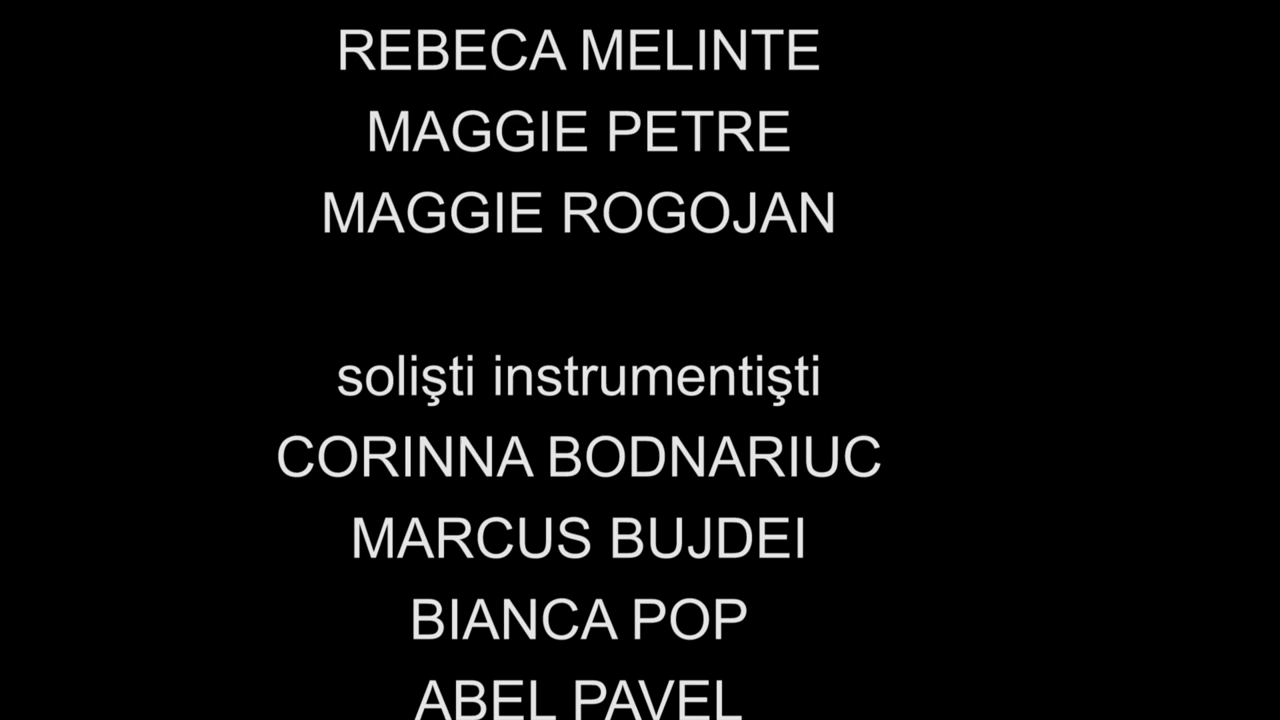 REBECA MELINTE
MAGGIE PETRE
MAGGIE ROGOJAN
solişti instrumentişti
CORINNA BODNARIUC
MARCUS BUJDEI
BIANCA POP
ABEL PAVEL